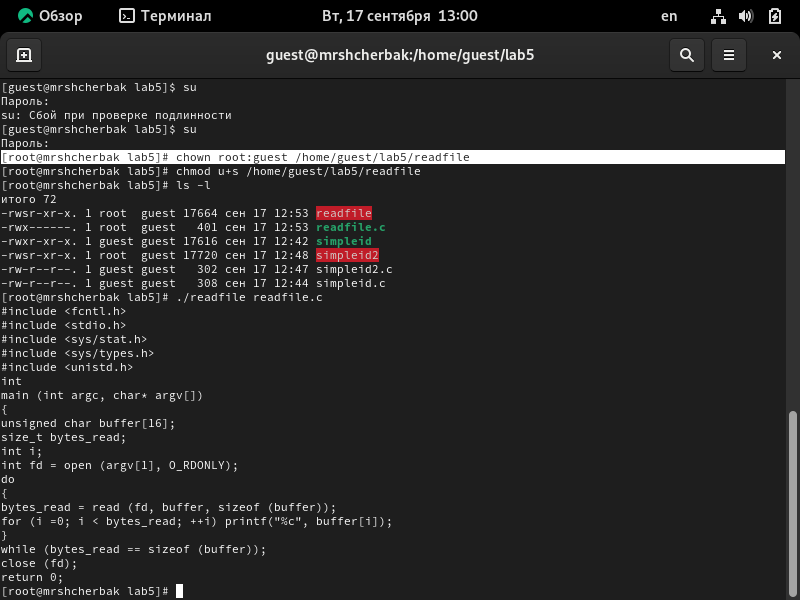 Обзор
Терминал
Вт, 17 сентября 13:00
en
guest@mrshcherbak:/home/guest/lab5
[guest@mrshcherbak lab5]$ su
Пароль:
su: Сбой при проверке подлинности
[guest@mrshcherbak lab5]$ su
Пароль:
[root@mrshcherbak lab5]# chown root:guest /home/guest/lab5/readfile
[root@mrshcherbak lab5]# chmod u+s /home/guest/lab5/readfile
[root@mrshcherbak lab5]# ls -l
итого 72
-rwsr-xr-x. 1 root  guest 17664 сен 17 12:53 readfile
-rwx------. 1 root  guest   401 сен 17 12:53 readfile.c
-rwxr-xr-x. 1 guest guest 17616 сен 17 12:42 simpleid
-rwsr-xr-x. 1 root  guest 17720 сен 17 12:48 simpleid2
-rw-r--r--. 1 guest guest   302 сен 17 12:47 simpleid2.c
-rw-r--r--. 1 guest guest   308 сен 17 12:44 simpleid.c
[root@mrshcherbak lab5]# ./readfile readfile.c
#include <fcntl.h>
#include <stdio.h>
#include <sys/stat.h>
#include <sys/types.h>
#include <unistd.h>
int
main (int argc, char* argv[])
{
unsigned char buffer[16];
size_t bytes_read;
int i;
int fd = open (argv[1], O_RDONLY);
do
{
bytes_read = read (fd, buffer, sizeof (buffer));
for (i =0; i < bytes_read; ++i) printf("%c", buffer[i]);
}
while (bytes_read == sizeof (buffer));
close (fd);
return 0;
[root@mrshcherbak lab5]#